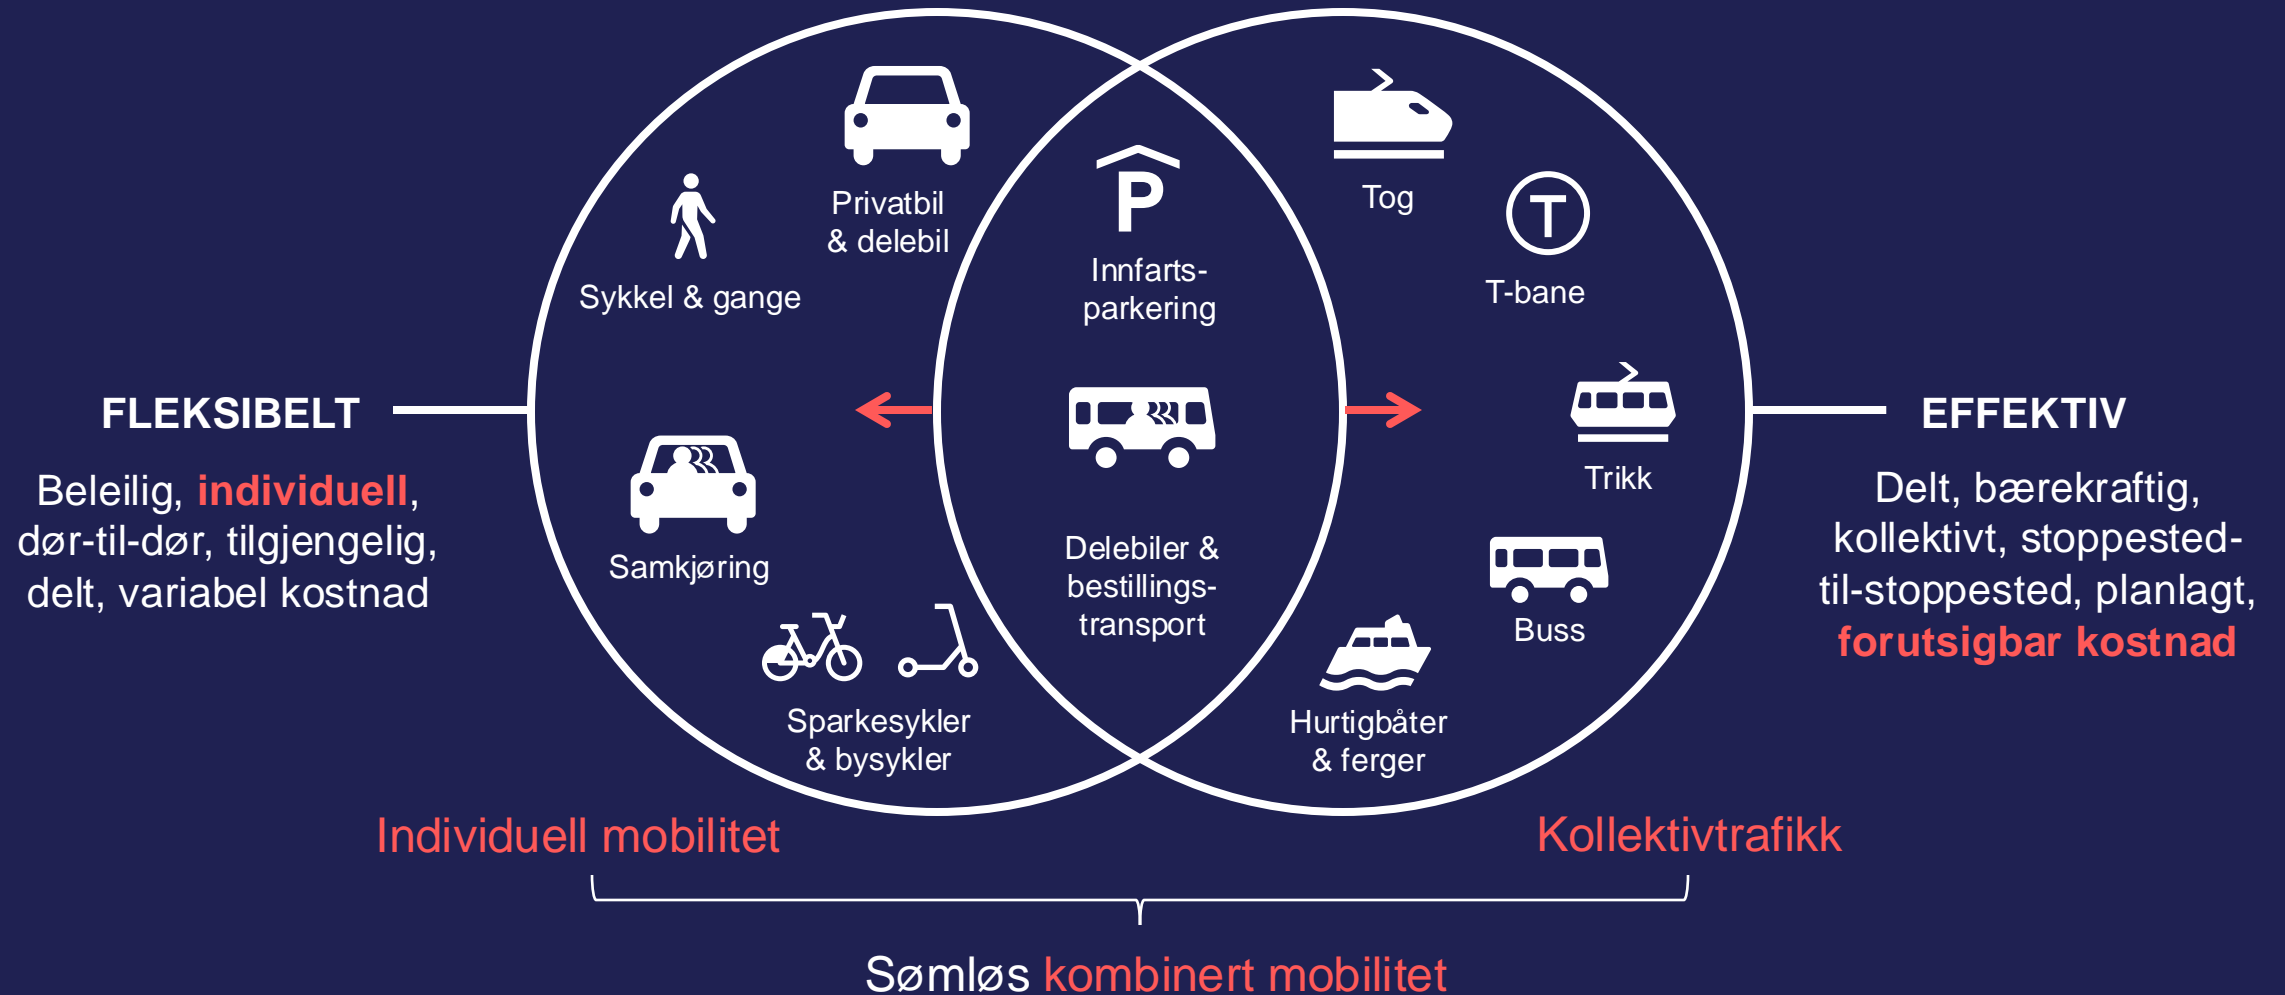 Privatbil
& delebil
Sykkel & gange
Samkjøring
Sparkesykler
& bysykler
P
Innfarts-
parkering
Delebiler &
bestillings-
transport
Tog
T
T-bane
Trikk
Buss
Hurtigbåter
& ferger
FLEKSIBELT
Beleilig, individuell,
dør-til-dør, tilgjengelig,
delt, variabel kostnad
EFFEKTIV
Delt, bærekraftig,
kollektivt, stoppested-
til-stoppested, planlagt,
forutsigbar kostnad
Individuell mobilitet
Kollektivtrafikk
Sømløs kombinert mobilitet